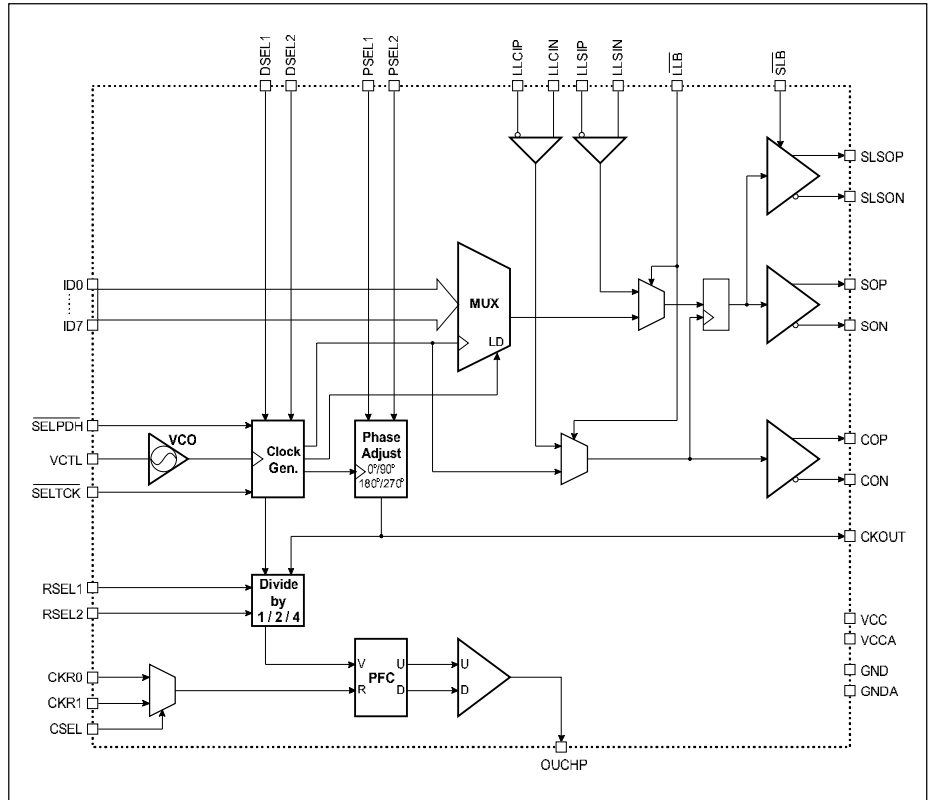 DSEL1
DSEL2
PSEL1
PSEL2
LLCIP
LLCIN
LLSIP
LLSIN
LLB
SLB
SLSOP
SLSON
ID0
ID7
MUX
LD
SOP
SON
SELPDH
VCTL
SELTCK
VCO
Clock
Gen.
Phase
Adjust
0°/90°
180°/270°
COP
CON
CKOUT
RSEL1
RSEL2
Divide
by
1 / 2 / 4
VCC
VCCA
GND
GNDA
CKR0
CKR1
CSEL
V
U
PFC
R
D
U
D
OUCHP